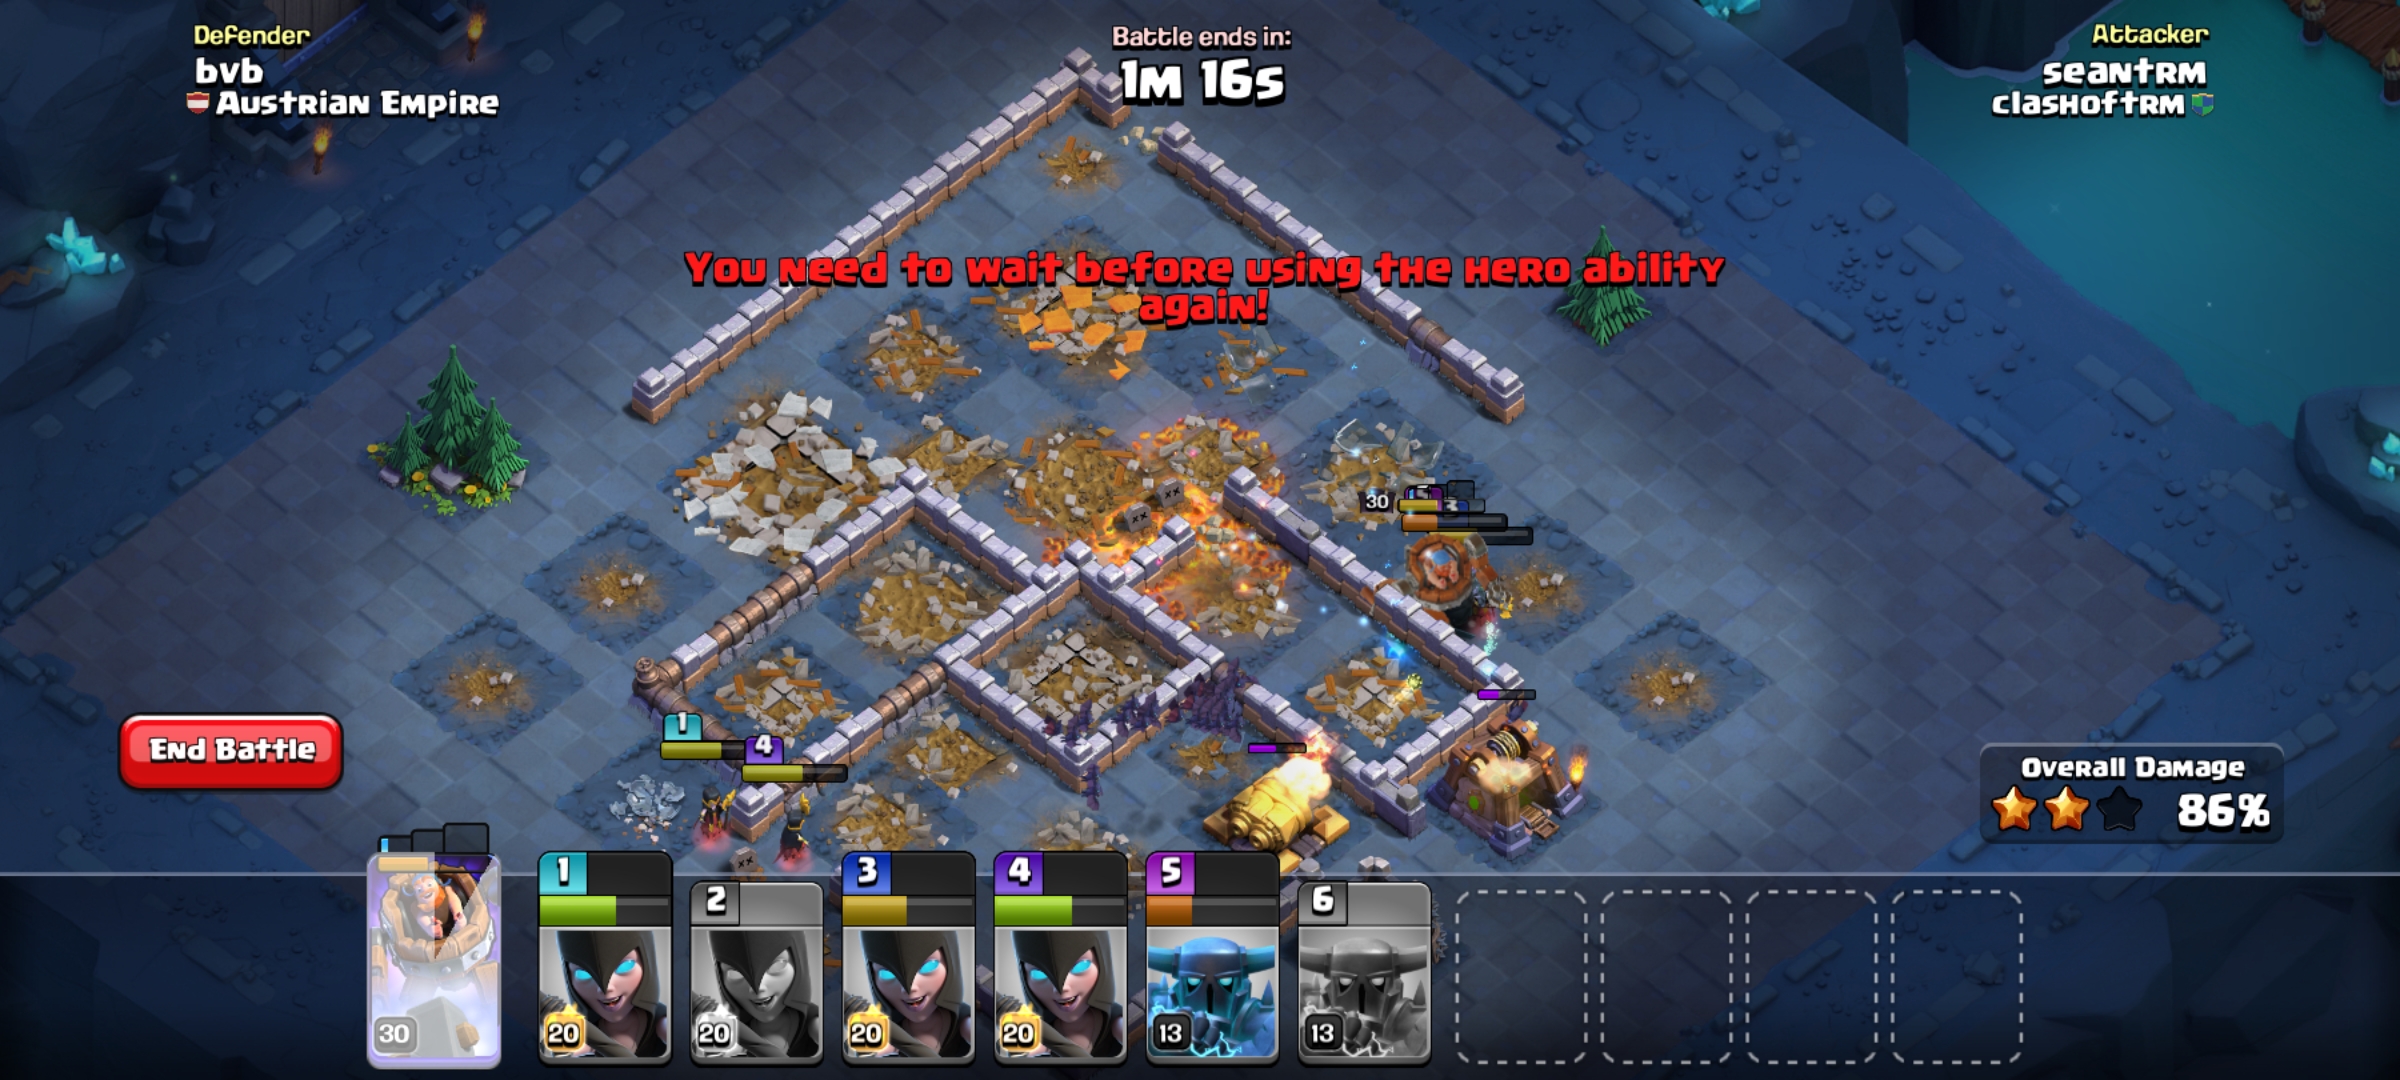 Defender
bvb
Austrian Empire
Battle ends in:
1M 16s
Attacker
seantRM
clashoftRM
You need to wait before using the Hero ability
again!
30
5
3
1
4
End Battle
Overall Damage
86%
30
1
20
2
20
3
20
4
20
5
13
6
13